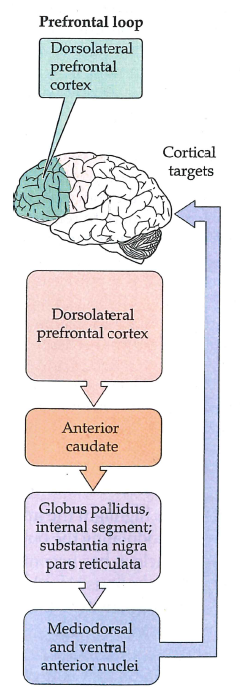 Prefrontal loop
Dorsolateral
prefrontal
cortex
Cortical
targets
Dorsolateral
prefrontal cortex
Anterior
caudate
Globus pallidus,
internal segment;
substantia nigra
pars reticulata
Mediodorsal
and ventral
anterior nuclei